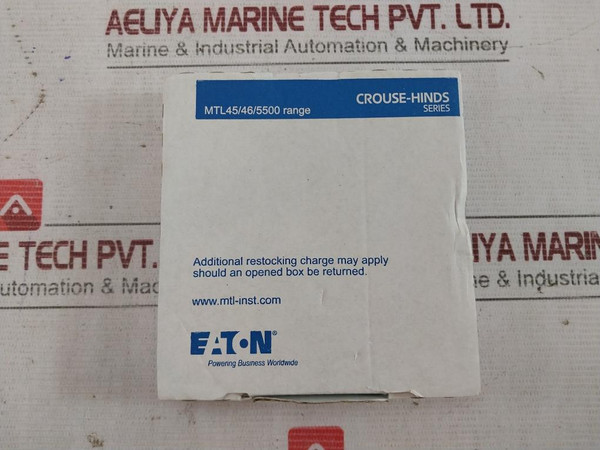 AELIYA MARINE TECH PVT. LTD.
Marine & Industrial Automation & Machinery
MTL45/46/5500 range
CROUSE-HINDS
SERIES
E TECH PVT.
LIYA MARINE
utomation & Mac
e & Industria
Additional restocking charge may apply
should an opened box be returned.
www.mtl-inst.com
EATON®
Powering Business Worldwide